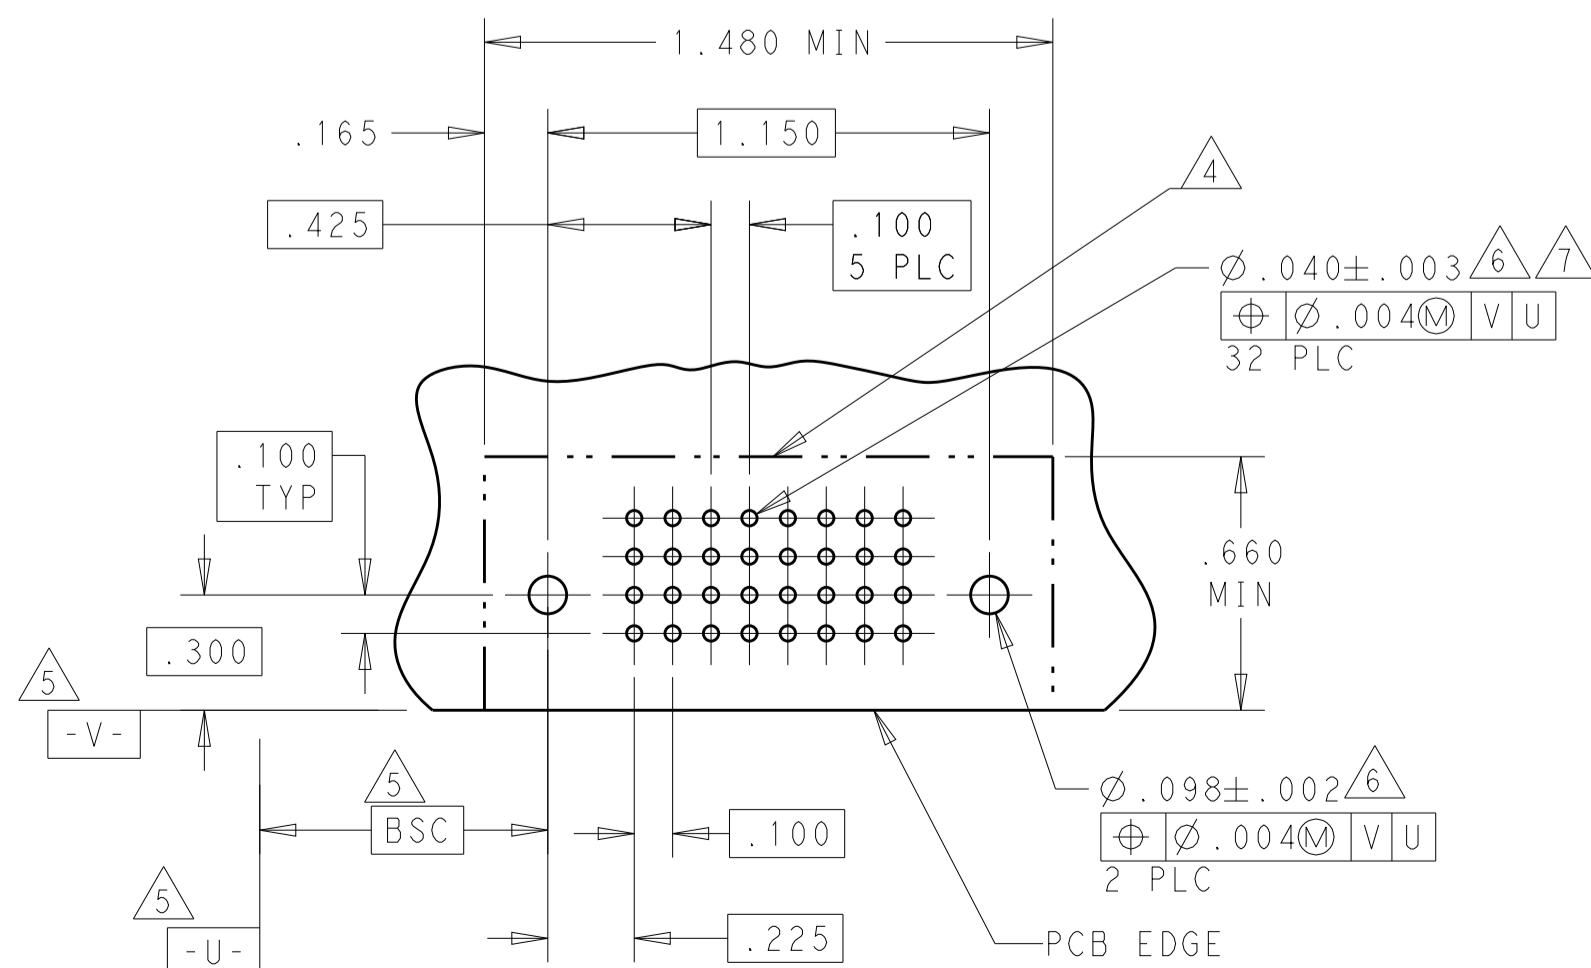 1.480 MIN
.165
1.150
4
.425
.100
5 PLC
⌀.040±.003 6 7
⌖ ⌀.004Ⓜ V U
32 PLC
.100
TYP
.660
MIN
.300
5
-V-
5
BSC
.100
⌀.098±.002 6
⌖ ⌀.004Ⓜ V U
2 PLC
5
-U-
.225
PCB EDGE